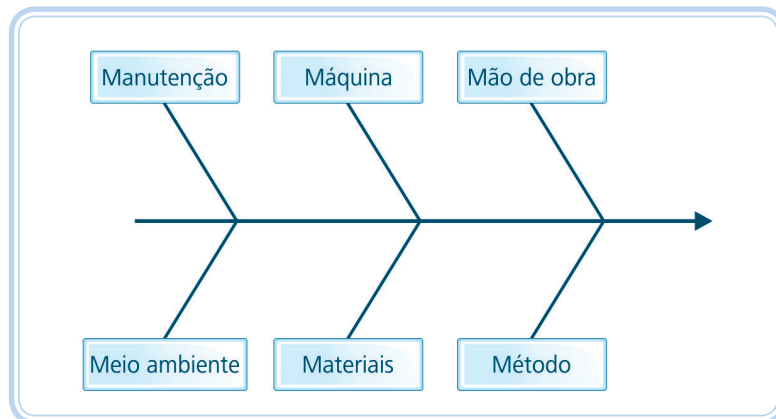 Manutenção
Máquina
Mão de obra
Meio ambiente
Materiais
Método